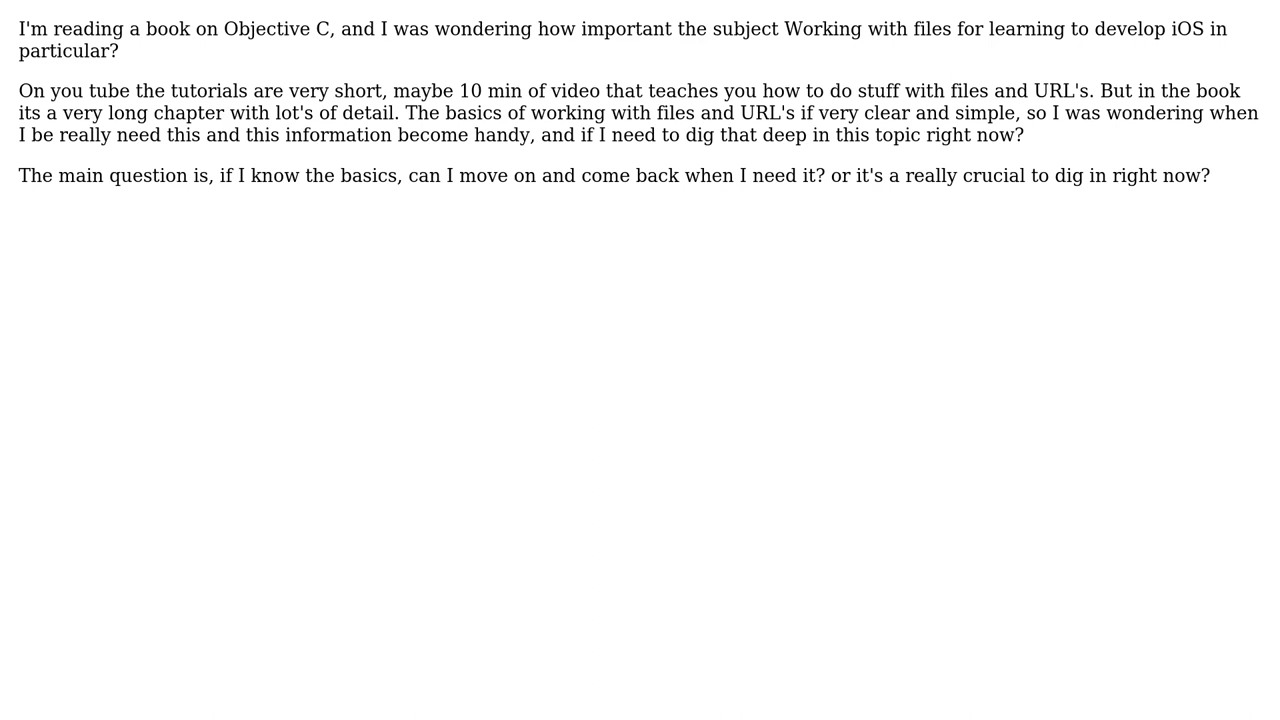 I'm reading a book on Objective C, and I was wondering how important the subject Working with files for learning to develop iOS in
particular?
On you tube the tutorials are very short, maybe 10 min of video that teaches you how to do stuff with files and URL's. But in the book
its a very long chapter with lot's of detail. The basics of working with files and URL's if very clear and simple, so I was wondering when
I be really need this and this information become handy, and if I need to dig that deep in this topic right now?
The main question is, if I know the basics, can I move on and come back when I need it? or it's a really crucial to dig in right now?